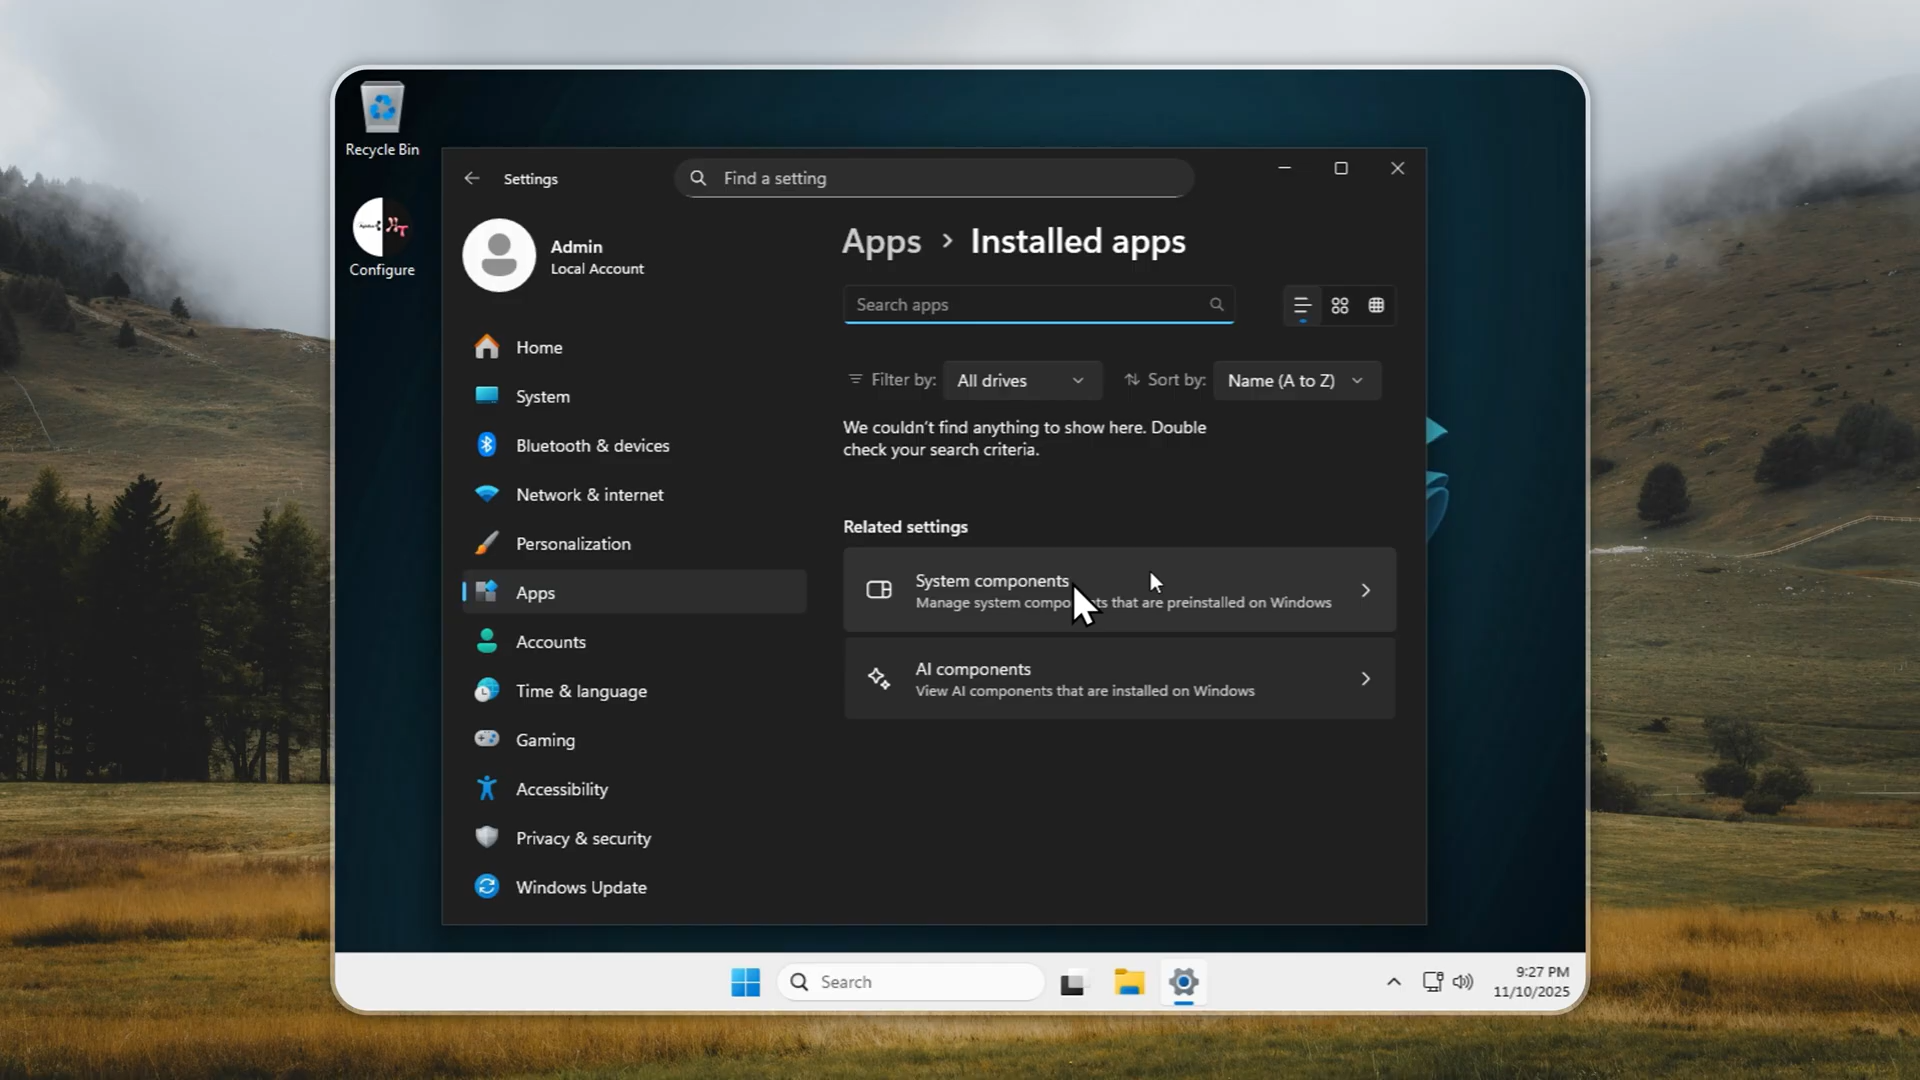 Recycle Bin
Configure
Settings
Find a setting
Admin
Local Account
Home
System
Bluetooth & devices
Network & internet
Personalization
Apps
Accounts
Time & language
Gaming
Accessibility
Privacy & security
Windows Update
Apps > Installed apps
Search apps
Filter by: All drives Sort by: Name (A to Z)
We couldn't find anything to show here. Double
check your search criteria.
Related settings
System components
Manage system that are preinstalled on Windows
AI components
View AI components that are installed on Windows
Search
9:27 PM
11/10/2025